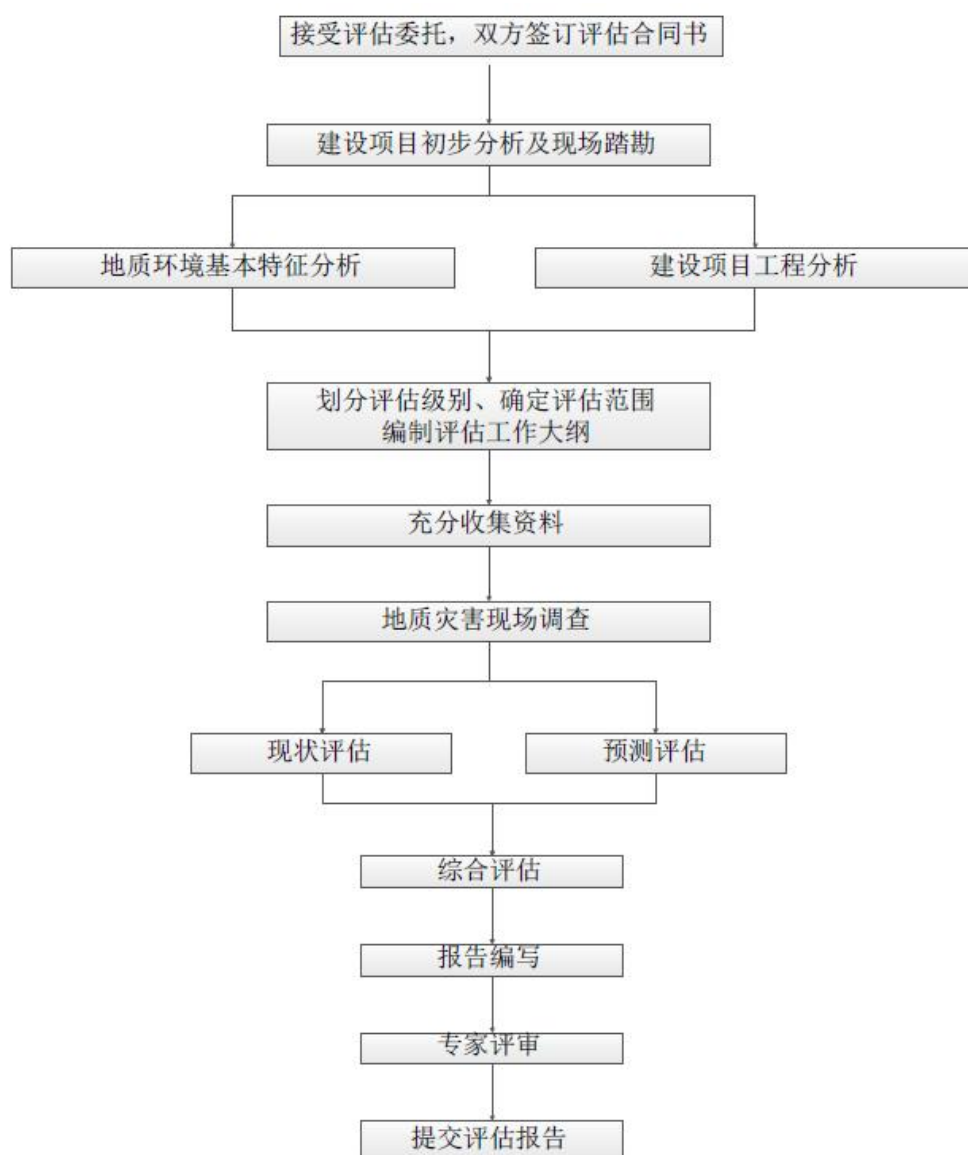 接受评估委托，双方签订评估合同书
建设项目初步分析及现场踏勘
地质环境基本特征分析
建设项目工程分析
划分评估级别、确定评估范围
编制评估工作大纲
充分收集资料
地质灾害现场调查
现状评估
预测评估
综合评估
报告编写
专家评审
提交评估报告